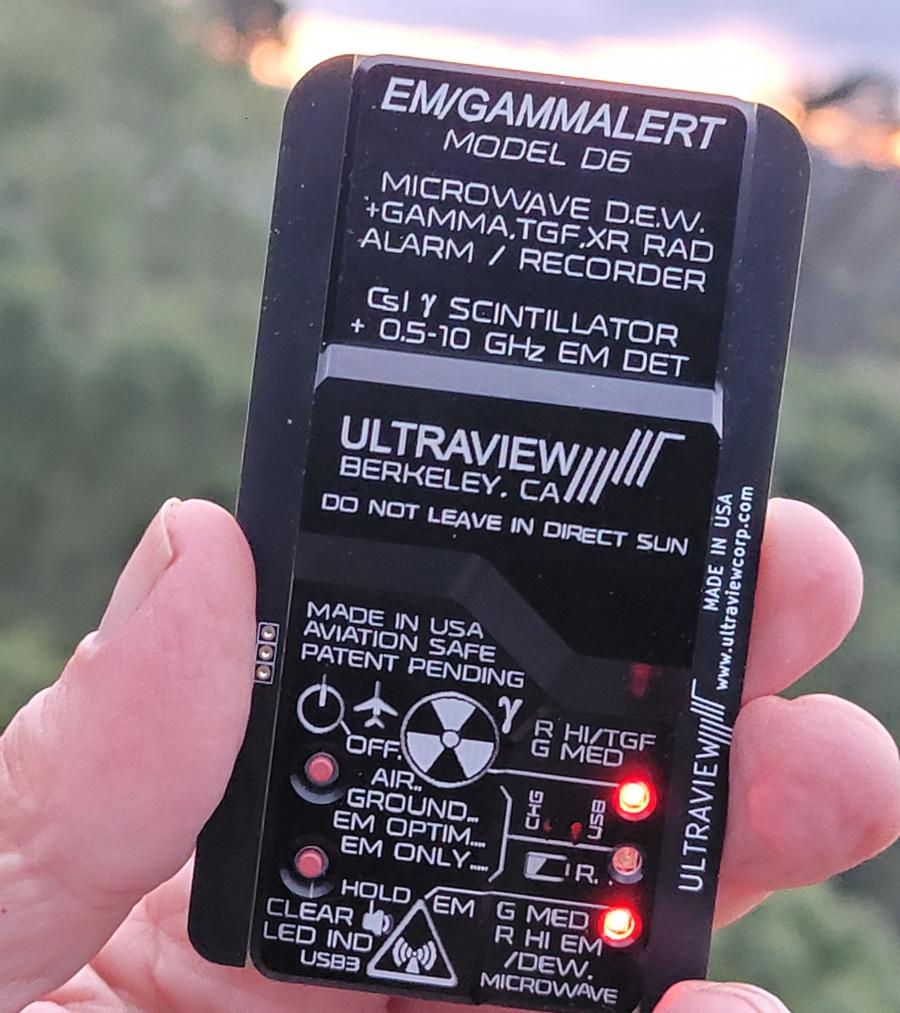 EM/GAMMALERT
MODEL D6
MICROWAVE D.E.W.
+GAMMA,TGF,XR RAD
ALARM / RECORDER
CsI γ SCINTILLATOR
+ 0.5-10 GHz EM DET
ULTRAVIEW
BERKELEY, CA
DO NOT LEAVE IN DIRECT SUN
MADE IN USA
AVIATION SAFE
PATENT PENDING
OFF.
AIR..
GROUND...
EM OPTIM....
EM ONLY.....
HOLD
CLEAR
LED IND
USB3
γ
R HI/TGF
G MED
CHG
USB
R.
EM
G MED
R HI EM
/DEW.
MICROWAVE
ULTRAVIEW
MADE IN USA
www.ultraviewcorp.com